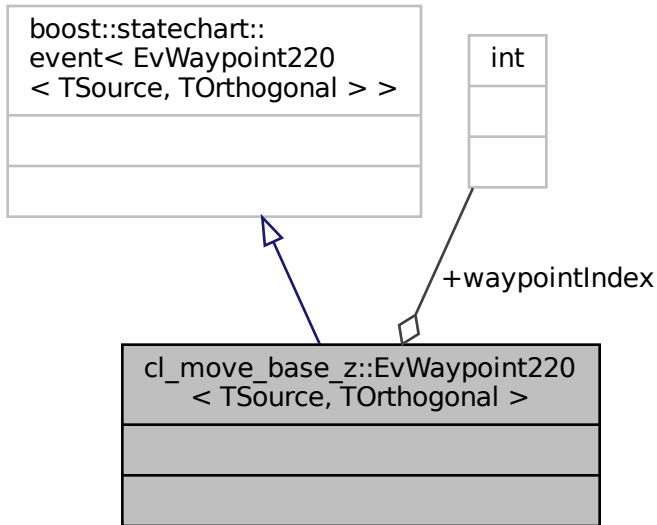 boost::statechart::
event< EvWaypoint220
< TSource, TOrthogonal > >
int
+waypointIndex
cl_move_base_z::EvWaypoint220
< TSource, TOrthogonal >